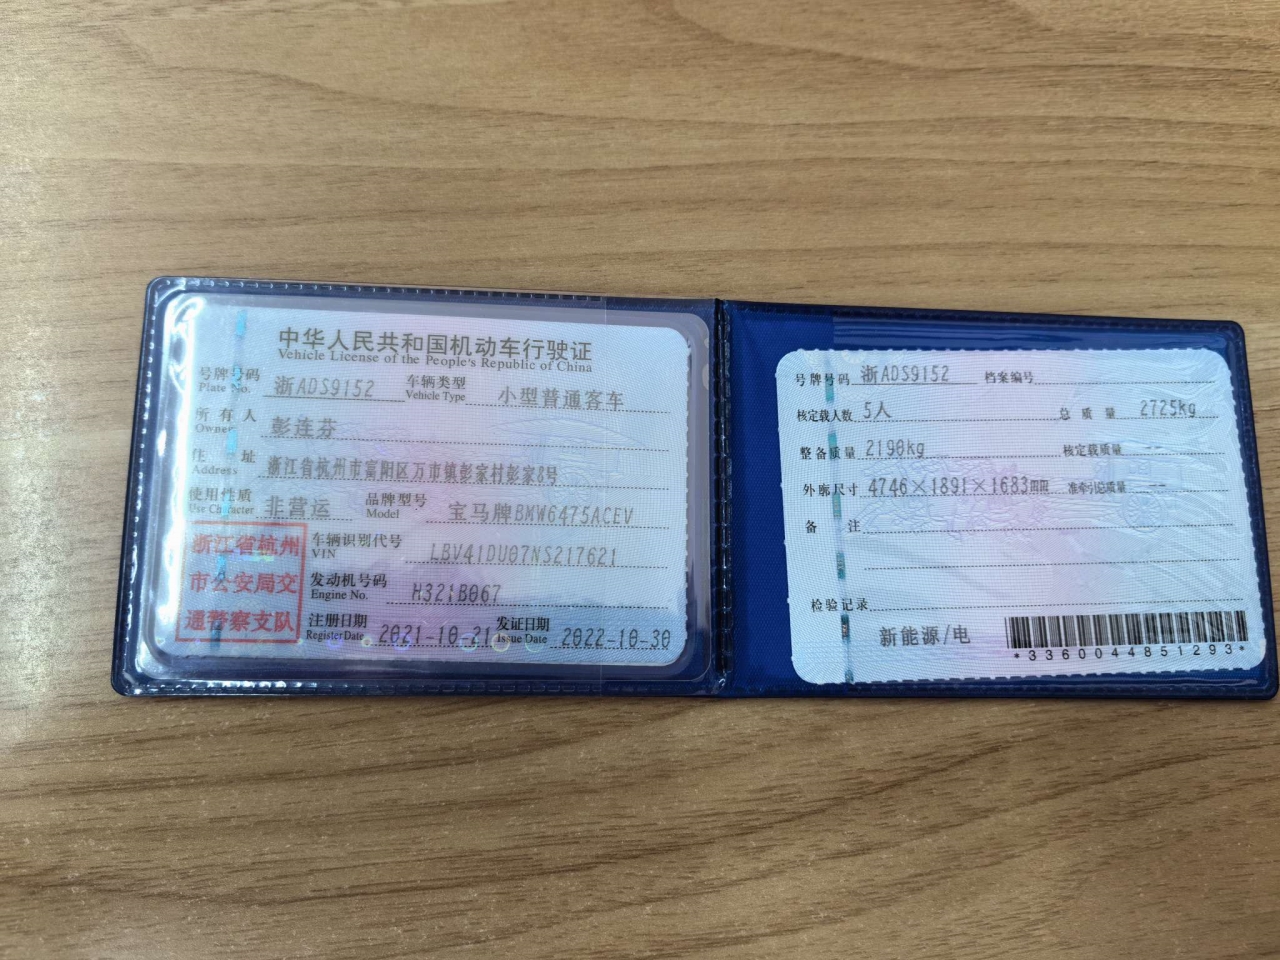 中华人民共和国机动车行驶证
Vehicle License of the People's Republic of China
号牌号码 浙ADS9152 车辆类型 小型普通客车
Plate No. Vehicle Type
所有人 彭连芬
Owner
住址 浙江省杭州市富阳区万市镇彭家村彭家8号
Address
使用性质 非营运 品牌型号 宝马牌BMW6475ACEV
Use Character Model
浙江省杭州
市公安局交
通警察支队
车辆识别代号 LBV41DU07NS217621
VIN
发动机号码 H321B067
Engine No.
注册日期 2021-10-21 发证日期 2022-10-30
Register Date Issue Date
号牌号码 浙ADS9152 档案编号
核定载人数 5人 总质量 2725kg
整备质量 2190kg 核定载质量 --
外廓尺寸 4746×1891×1683mm 准牵引总质量 --
备注
检验记录
新能源/电
*3360044851293*